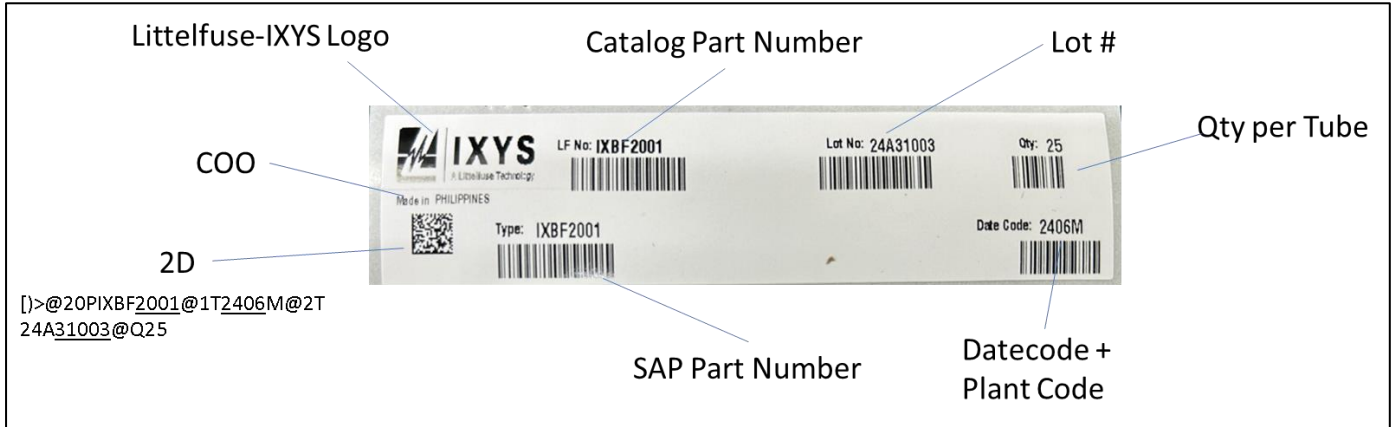 Littelfuse-IXYS Logo
Catalog Part Number
Lot #
Qty per Tube
COO
2D
[)>@20PIXBF2001@1T2406M@2T
24A31003@Q25
IXYS
A Littelfuse Technology
LF No: IXBF2001
Lot No: 24A31003
Qty: 25
Made in PHILIPPINES
Type: IXBF2001
Date Code: 2406M
SAP Part Number
Datecode +
Plant Code